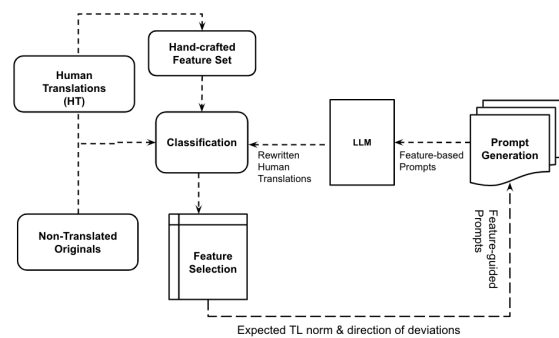 Hand-crafted
Feature Set
Human
Translations
(HT)
Classification
LLM
Prompt
Generation
Rewritten
Human
Translations
Feature-based
Prompts
Non-Translated
Originals
Feature
Selection
Feature-guided
Prompts
Expected TL norm & direction of deviations